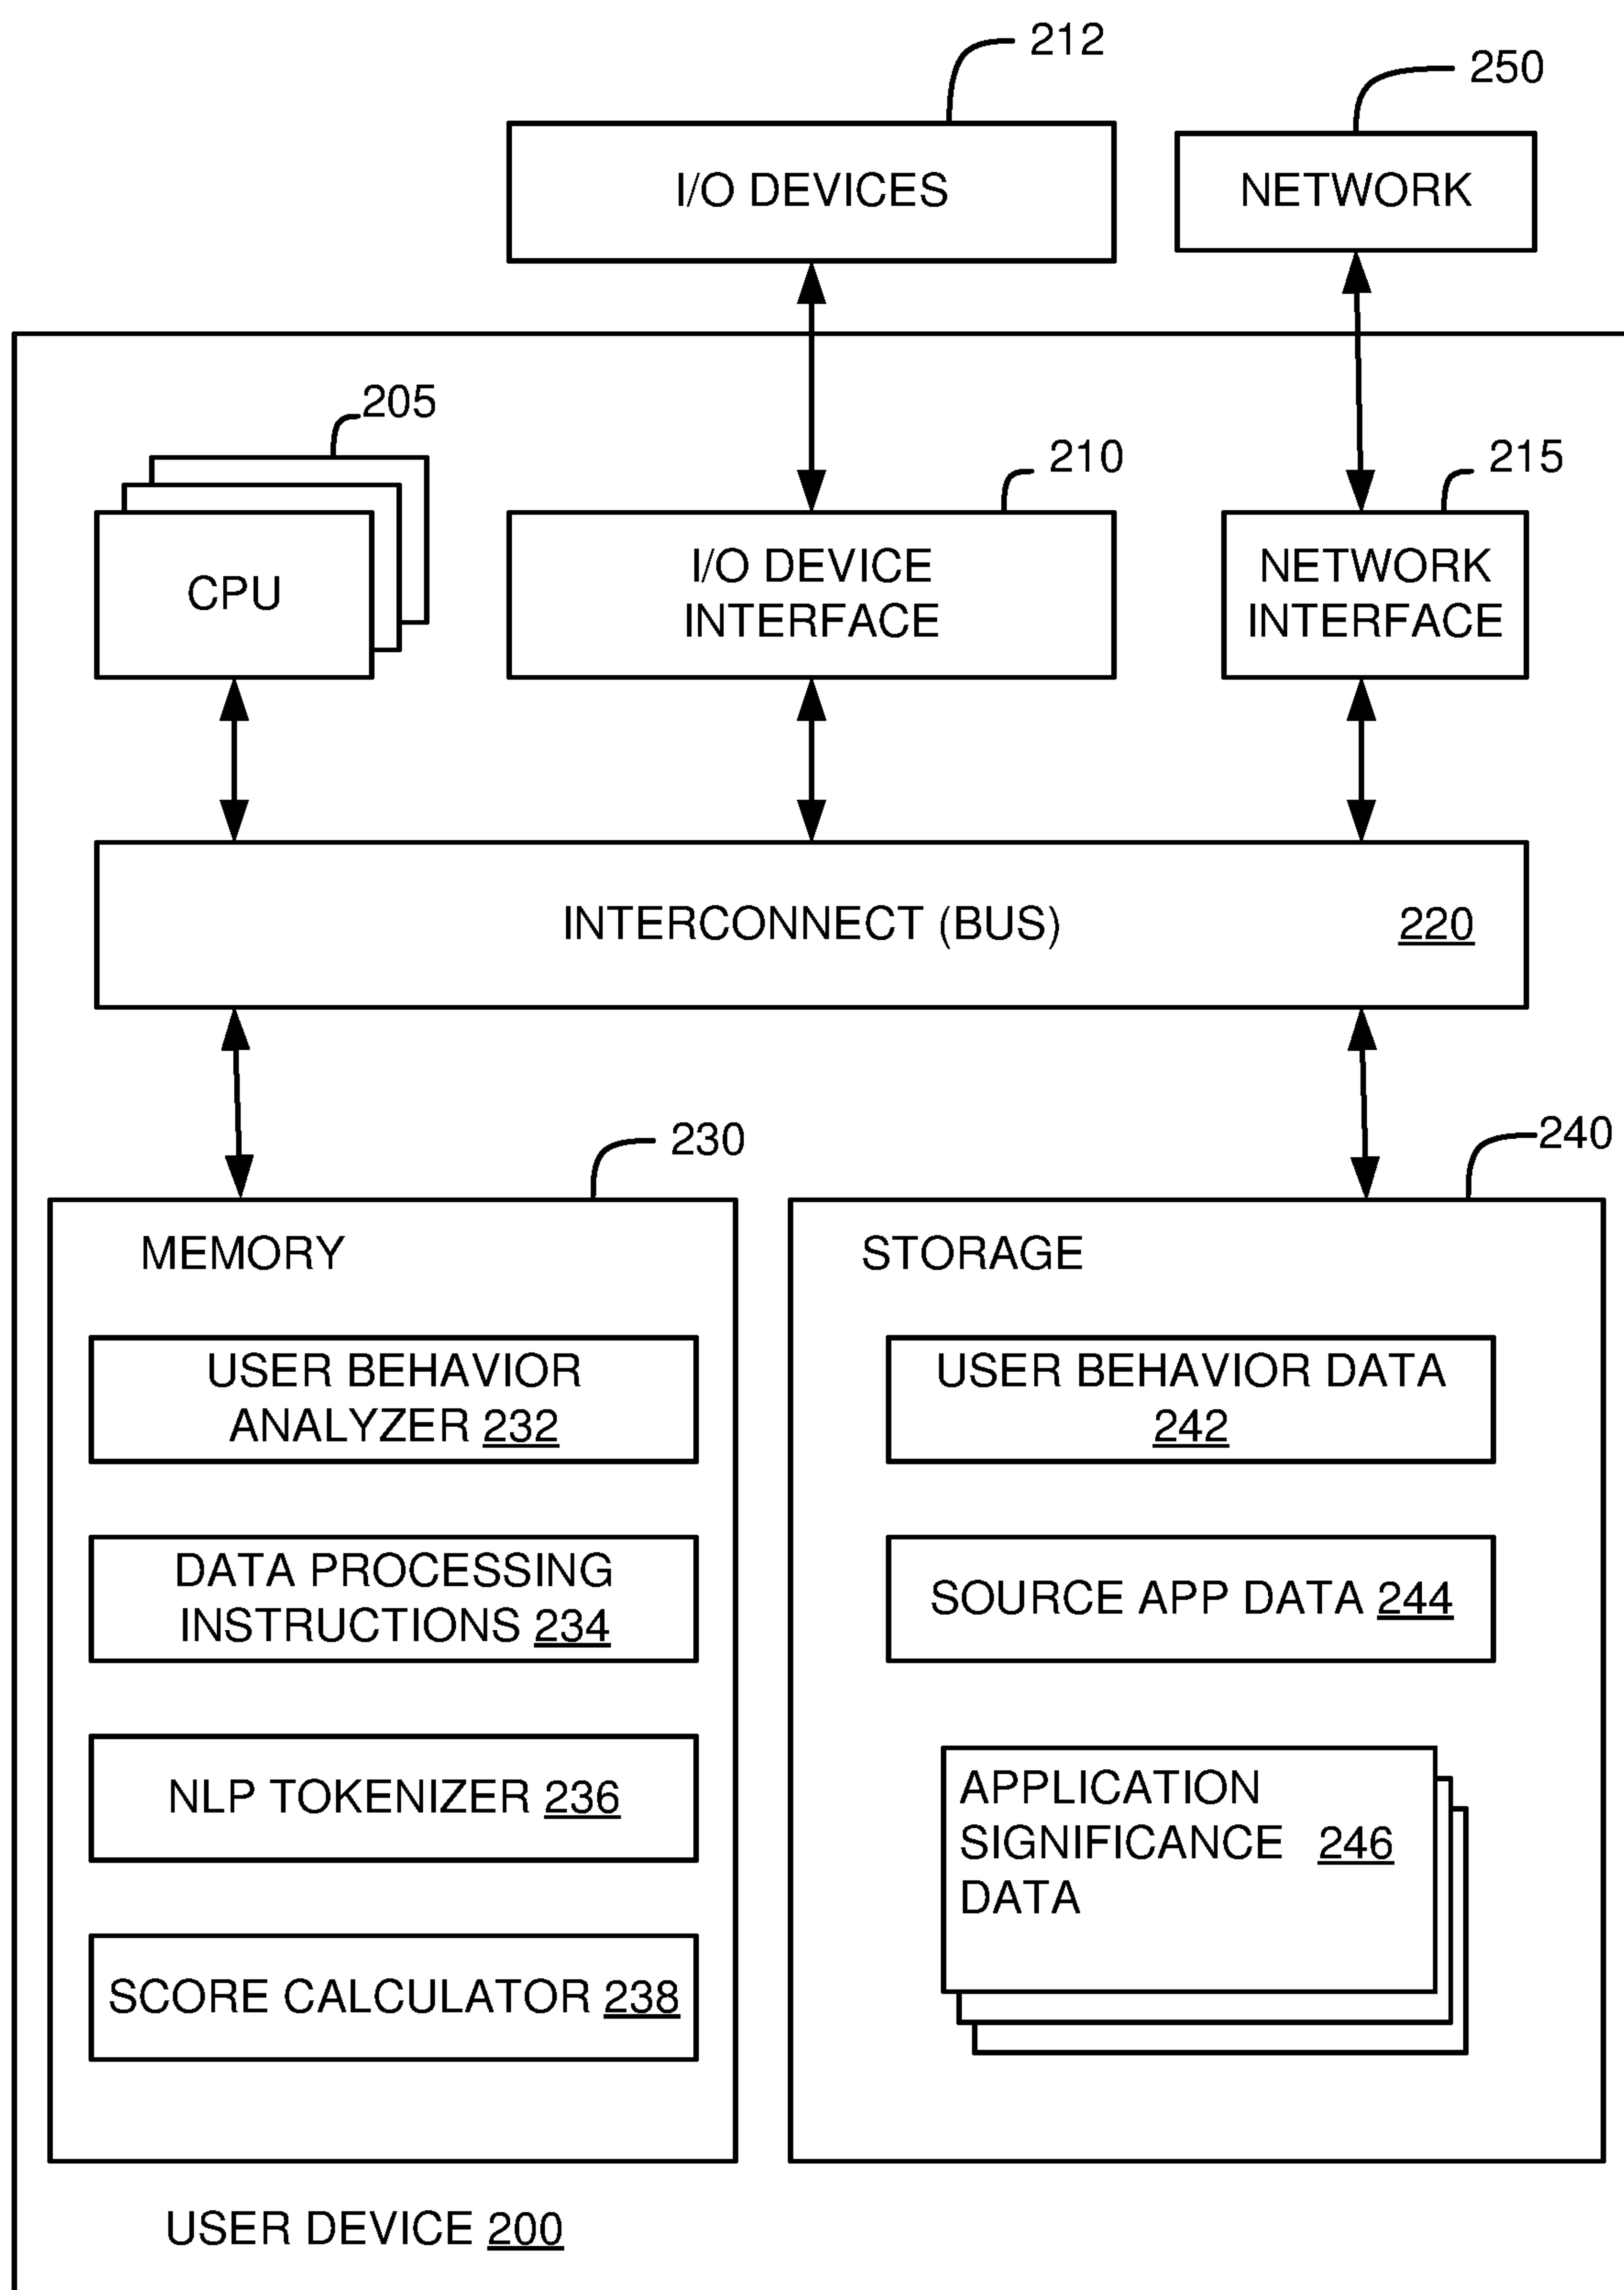 212
250
I/O DEVICES
NETWORK
205
210
215
CPU
I/O DEVICE
INTERFACE
NETWORK
INTERFACE
INTERCONNECT (BUS) 220
230
240
MEMORY
USER BEHAVIOR
ANALYZER 232
DATA PROCESSING
INSTRUCTIONS 234
NLP TOKENIZER 236
SCORE CALCULATOR 238
STORAGE
USER BEHAVIOR DATA
242
SOURCE APP DATA 244
APPLICATION
SIGNIFICANCE 246
DATA
USER DEVICE 200